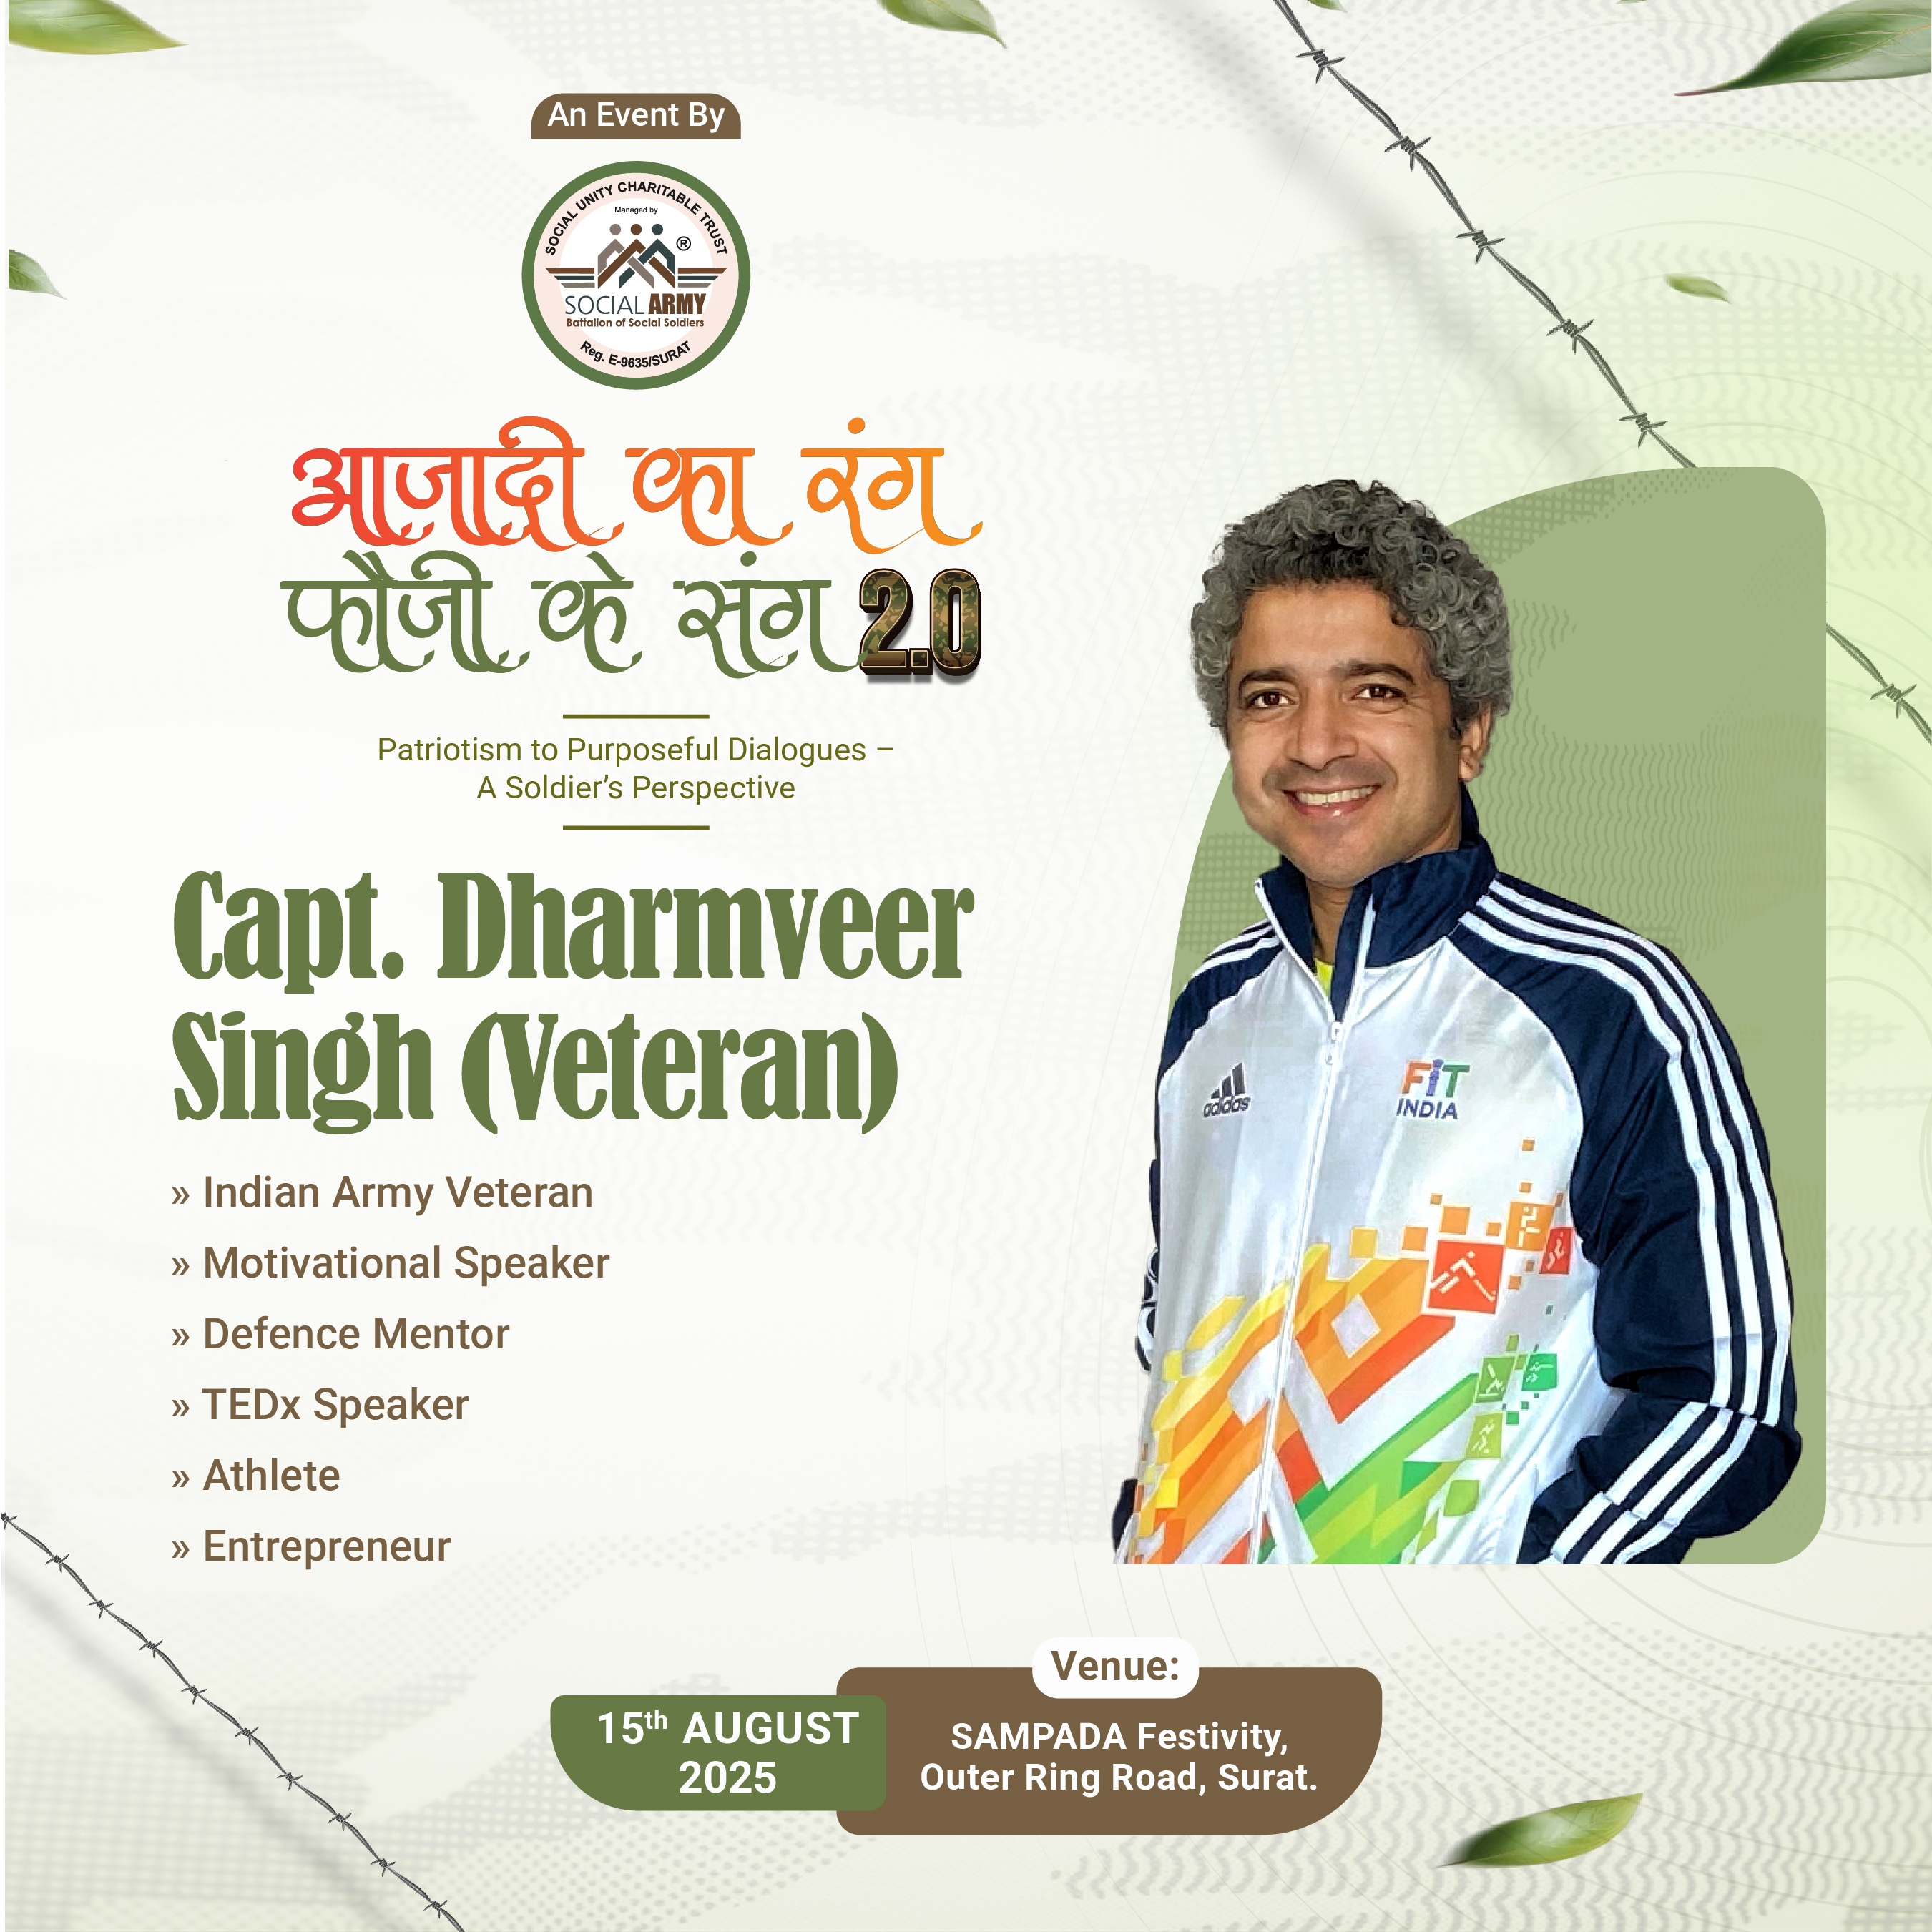 An Event By
SOCIAL UNITY CHARITABLE TRUST
Managed by
®
SOCIAL ARMY
Battalion of Social Soldiers
Reg. E-9635/SURAT
आज़ादी का रंग
फौजी के संग 2.0
Patriotism to Purposeful Dialogues –
A Soldier’s Perspective
Capt. Dharmveer
Singh (Veteran)
» Indian Army Veteran
» Motivational Speaker
» Defence Mentor
» TEDx Speaker
» Athlete
» Entrepreneur
adidas
FIT
INDIA
15th AUGUST
2025
Venue:
SAMPADA Festivity,
Outer Ring Road, Surat.